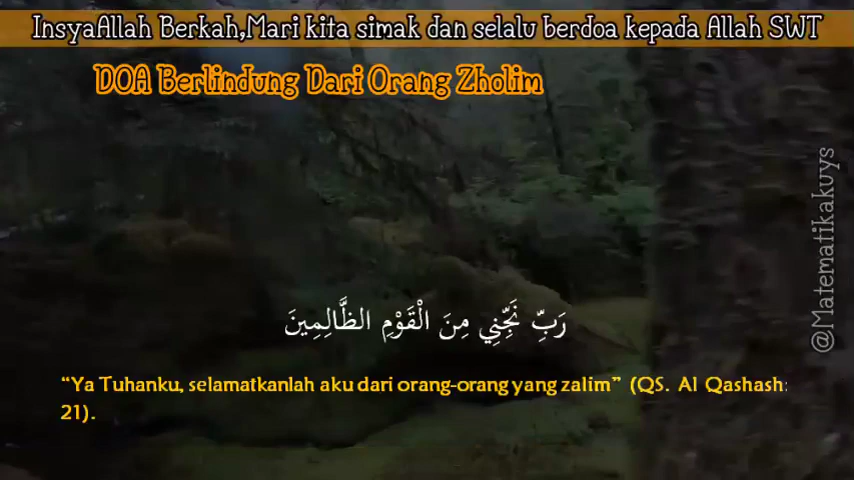 InsyaAllah Berkah,Mari kita simak dan selalu berdoa kepada Allah SWT
DOA Berlindung Dari Orang Zholim
@Matematikakuys
رَبِّ نَجِّنِي مِنَ الْقَوْمِ الظَّالِمِينَ
“Ya Tuhanku, selamatkanlah aku dari orang-orang yang zalim” (QS. Al Qashash:
21).